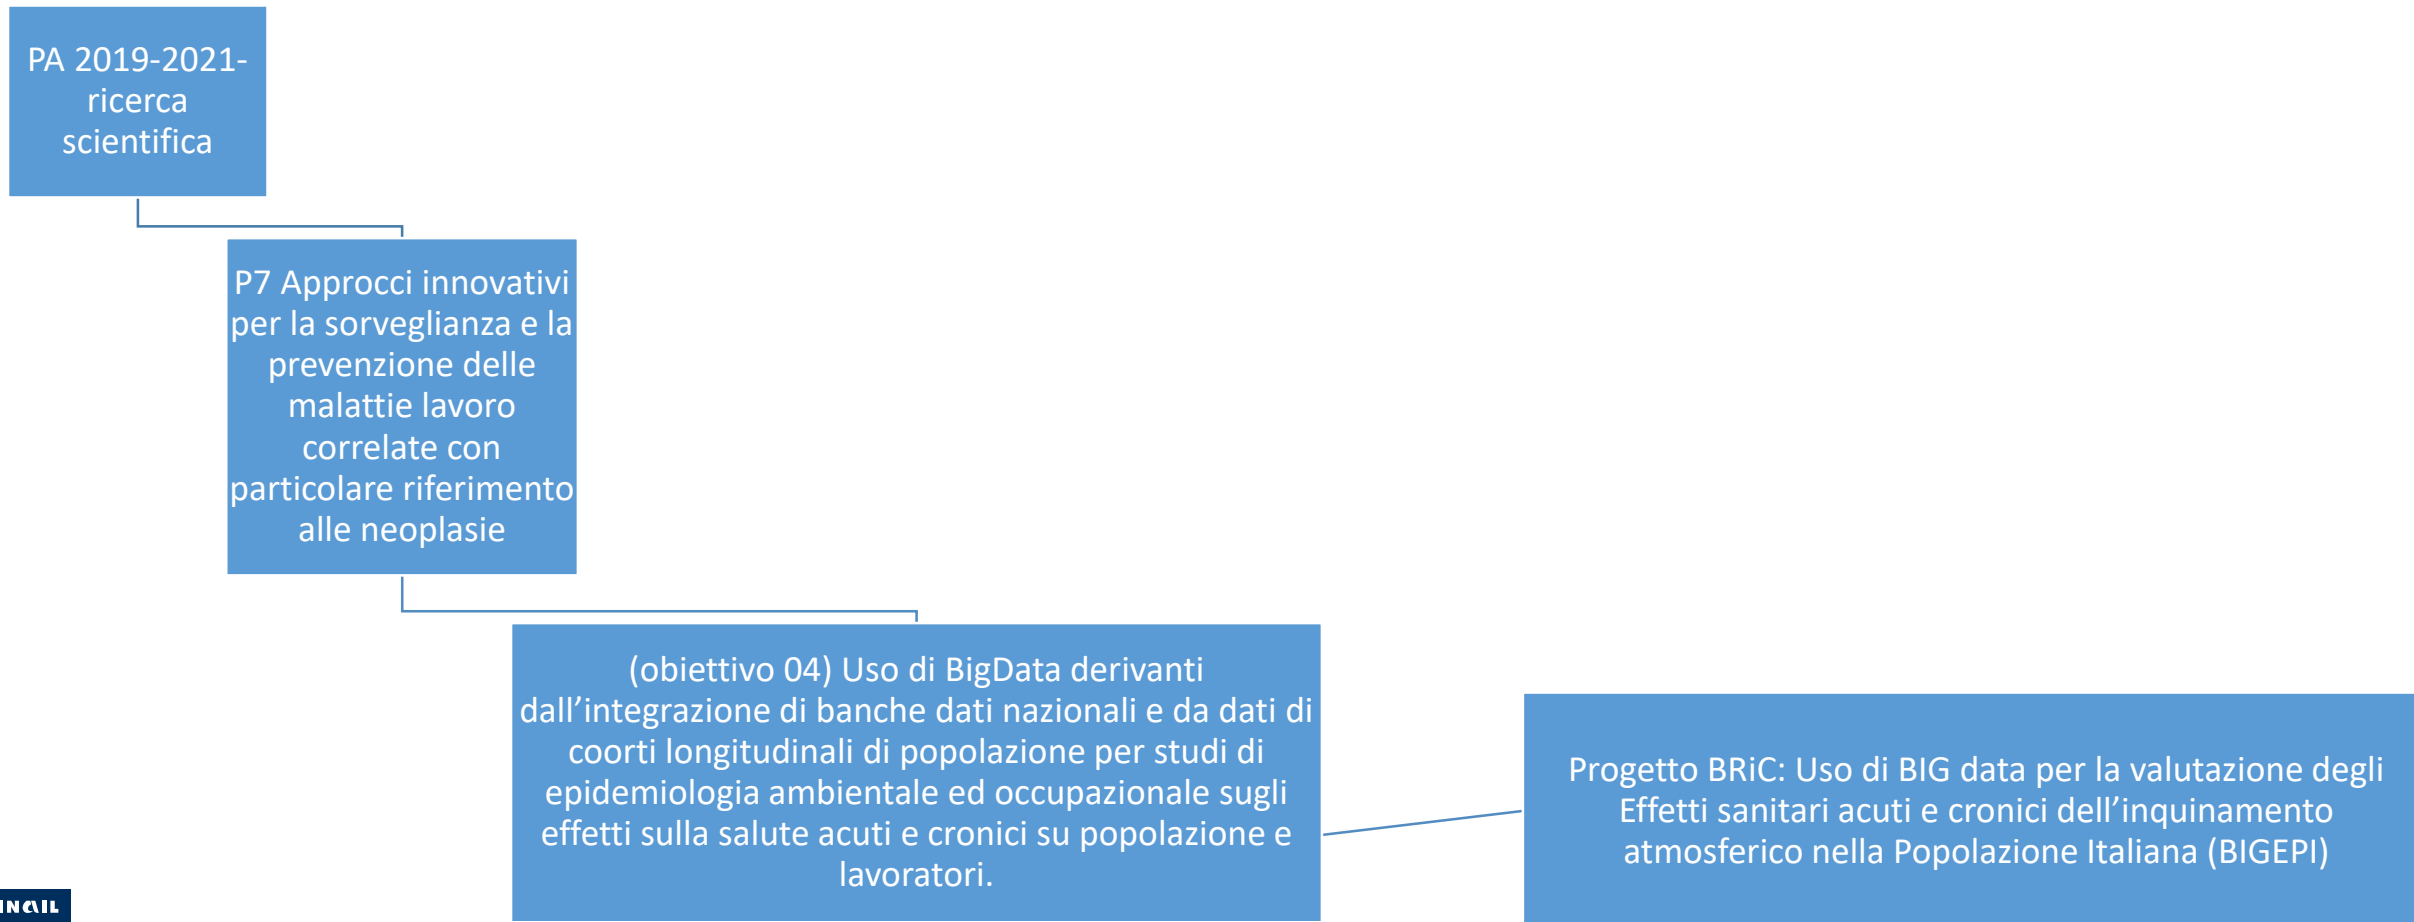 PA 2019-2021-
ricerca
scientifica
P7 Approcci innovativi
per la sorveglianza e la
prevenzione delle
malattie lavoro
correlate con
particolare riferimento
alle neoplasie
(obiettivo 04) Uso di BigData derivanti
dall’integrazione di banche dati nazionali e da dati di
coorti longitudinali di popolazione per studi di
epidemiologia ambientale ed occupazionale sugli
effetti sulla salute acuti e cronici su popolazione e
lavoratori.
Progetto BRiC: Uso di BIG data per la valutazione degli
Effetti sanitari acuti e cronici dell’inquinamento
atmosferico nella Popolazione Italiana (BIGEPI)
INAIL